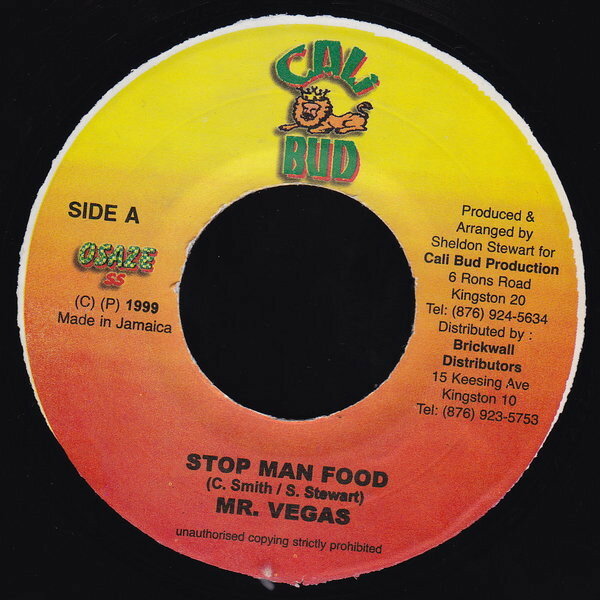 CALI
BUD
SIDE A
OSAZE
SS
(C) (P) 1999
Made in Jamaica
Produced &
Arranged by
Sheldon Stewart for
Cali Bud Production
6 Rons Road
Kingston 20
Tel: (876) 924-5634
Distributed by :
Brickwall
Distributors
15 Keesing Ave
Kingston 10
Tel: (876) 923-5753
STOP MAN FOOD
(C. Smith / S. Stewart)
MR. VEGAS
unauthorised copying strictly prohibited